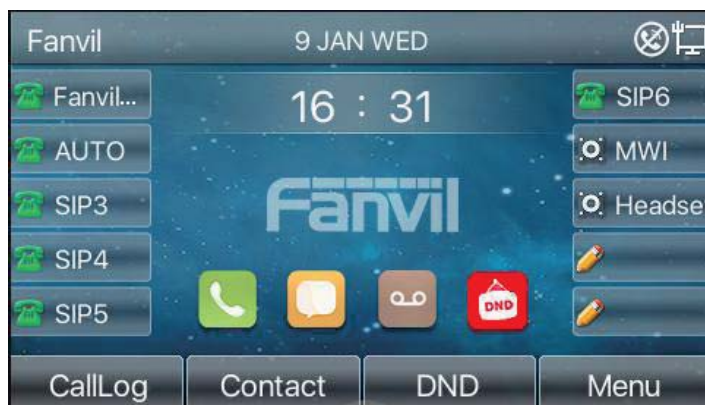 Fanvil
9 JAN WED
Fanvil...
AUTO
SIP3
SIP4
SIP5
16 : 31
Fanvil
DND
SIP6
MWI
Headse
CallLog
Contact
DND
Menu